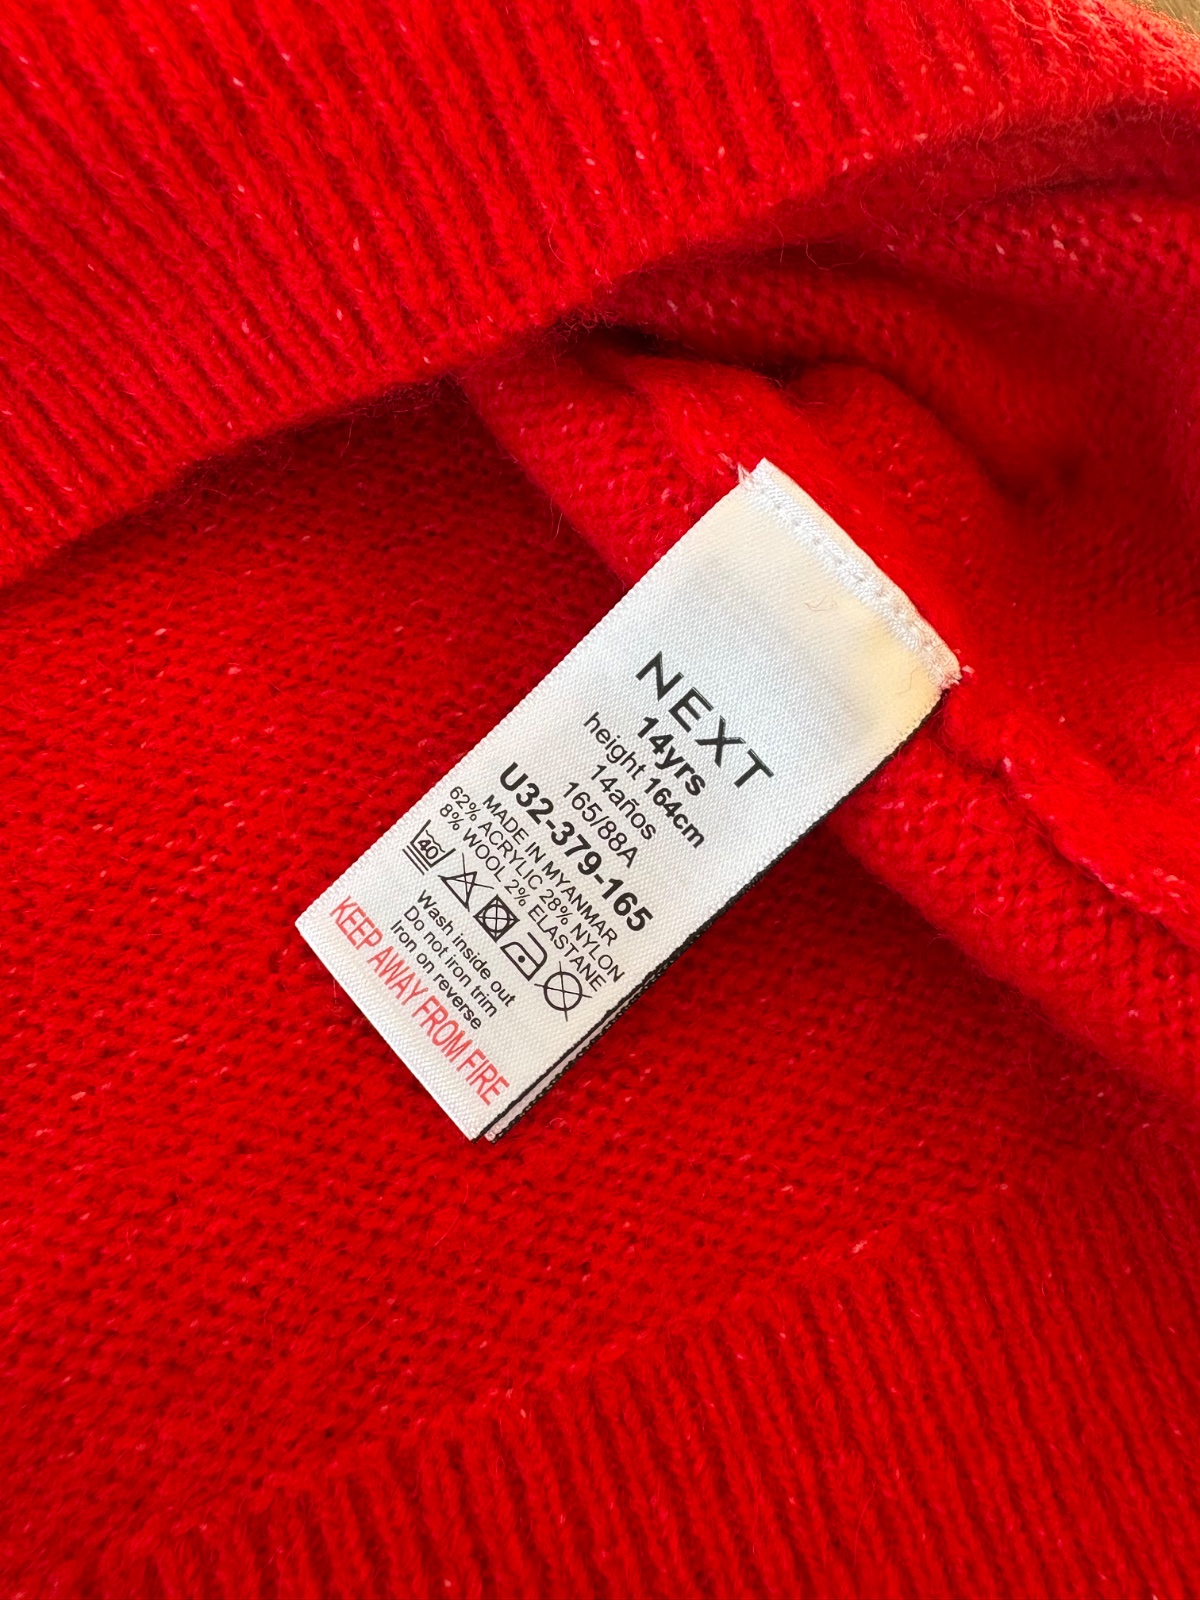 NEXT
14yrs
height 164cm
14años
165/88A
U32-379-165
MADE IN MYANMAR
62% ACRYLIC 28% NYLON
8% WOOL 2% ELASTANE
40
Wash inside out
Do not iron trim
Iron on reverse
KEEP AWAY FROM FIRE